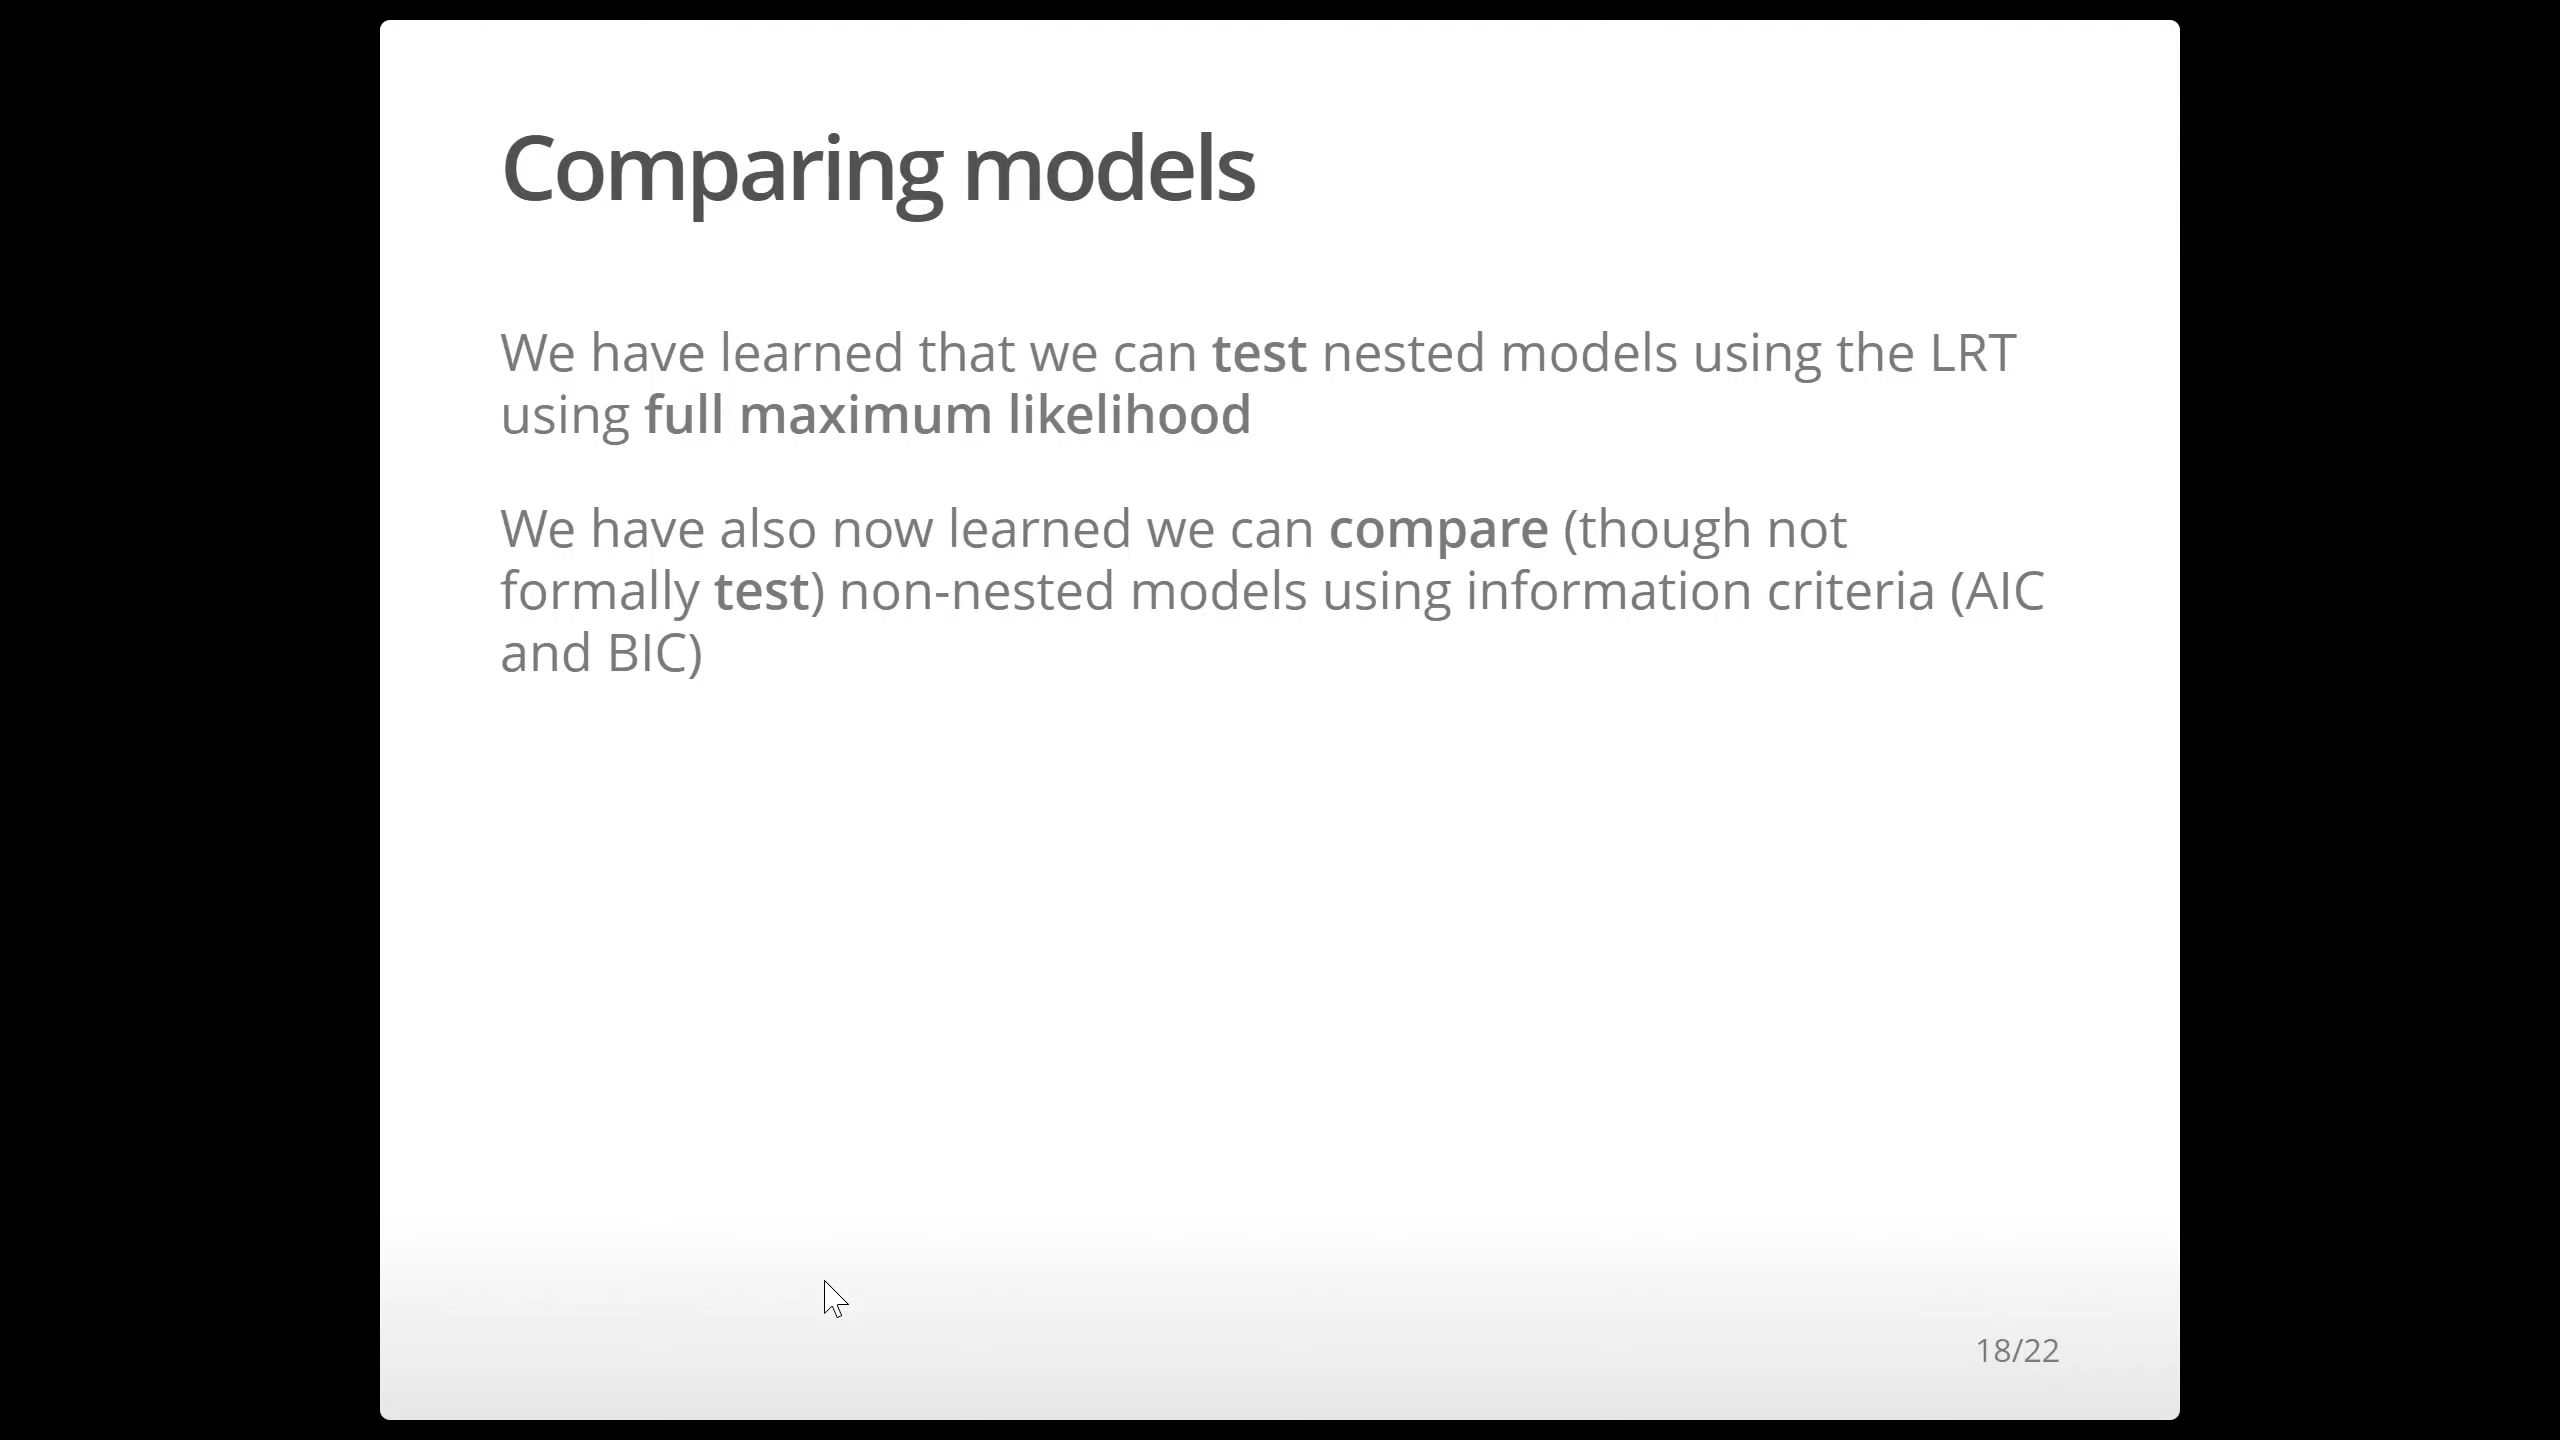 Comparing models
We have learned that we can test nested models using the LRT
using full maximum likelihood
We have also now learned we can compare (though not
formally test) non-nested models using information criteria (AIC
and BIC)
18/22